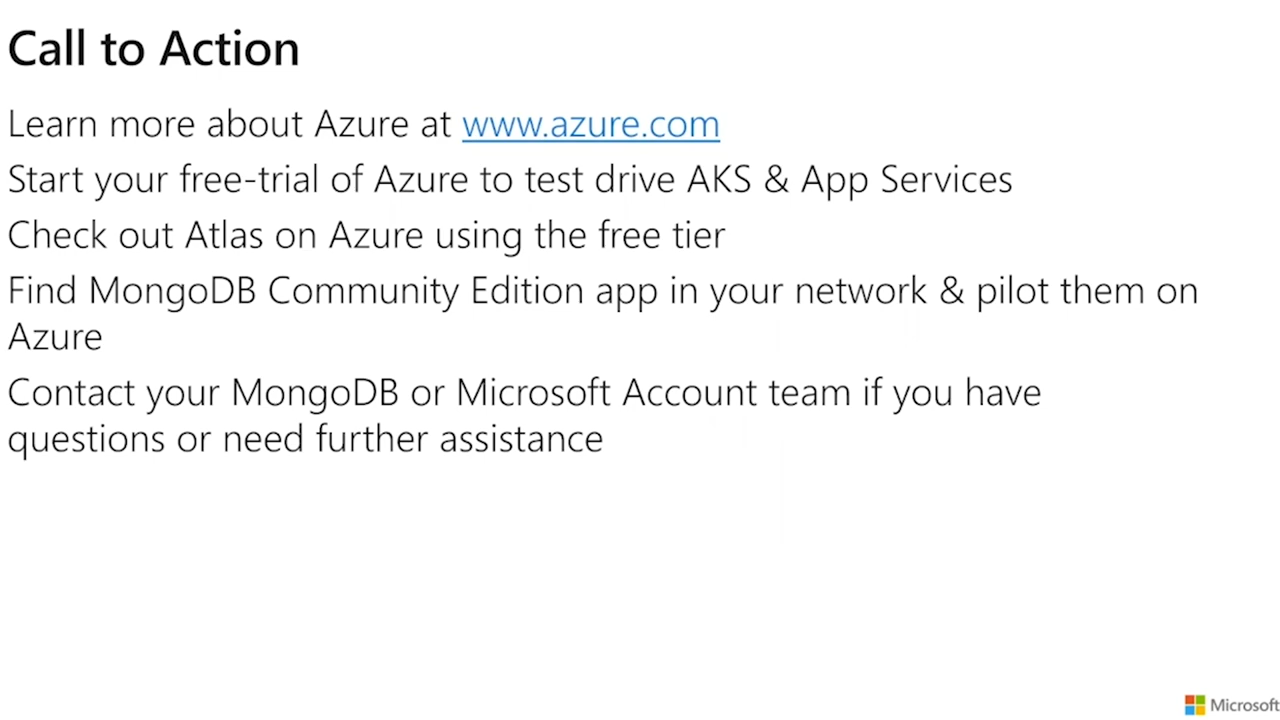 Call to Action
Learn more about Azure at www.azure.com
Start your free-trial of Azure to test drive AKS & App Services
Check out Atlas on Azure using the free tier
Find MongoDB Community Edition app in your network & pilot them on
Azure
Contact your MongoDB or Microsoft Account team if you have
questions or need further assistance
Microsoft